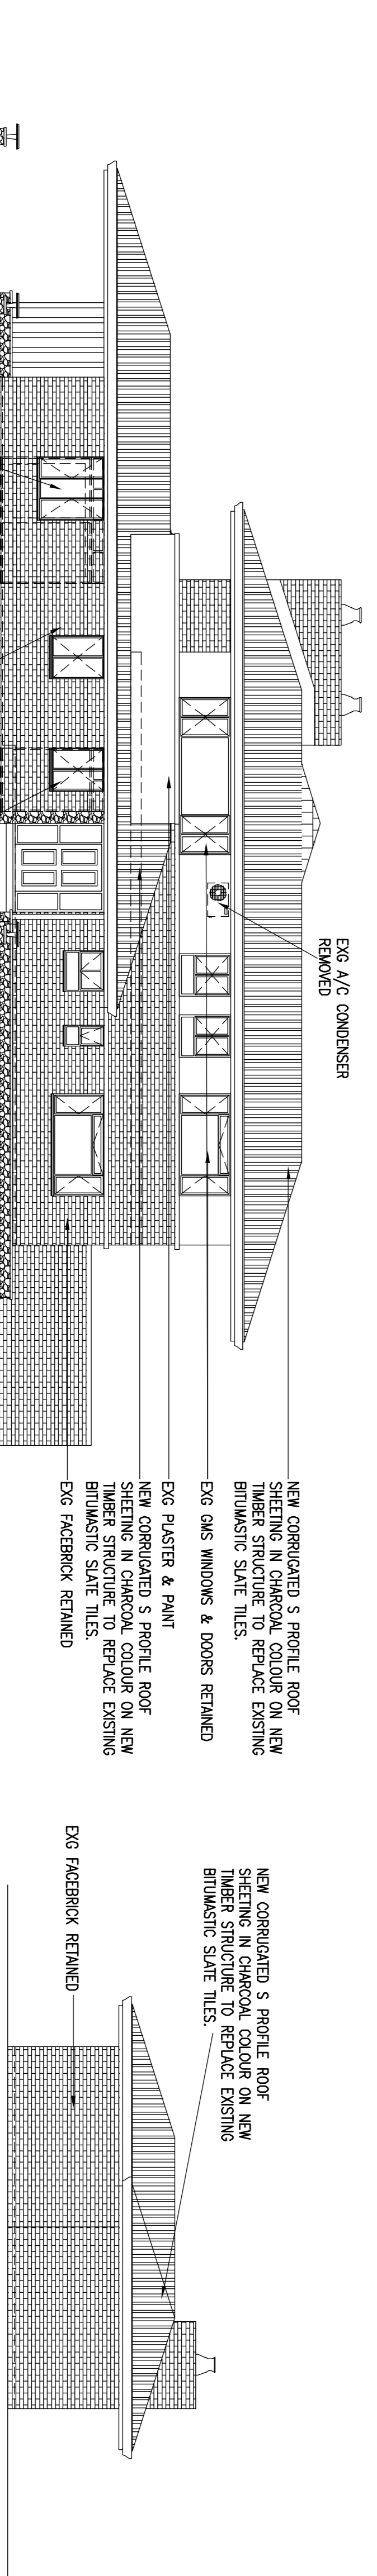 EXG A/C CONDENSER
REMOVED
NEW CORRUGATED S PROFILE ROOF
SHEETING IN CHARCOAL COLOUR ON NEW
TIMBER STRUCTURE TO REPLACE EXISTING
BITUMASTIC SLATE TILES.
EXG GMS WINDOWS & DOORS RETAINED
EXG PLASTER & PAINT
NEW CORRUGATED S PROFILE ROOF
SHEETING IN CHARCOAL COLOUR ON NEW
TIMBER STRUCTURE TO REPLACE EXISTING
BITUMASTIC SLATE TILES.
EXG FACEBRICK RETAINED
NEW CORRUGATED S PROFILE ROOF
SHEETING IN CHARCOAL COLOUR ON NEW
TIMBER STRUCTURE TO REPLACE EXISTING
BITUMASTIC SLATE TILES.
EXG FACEBRICK RETAINED